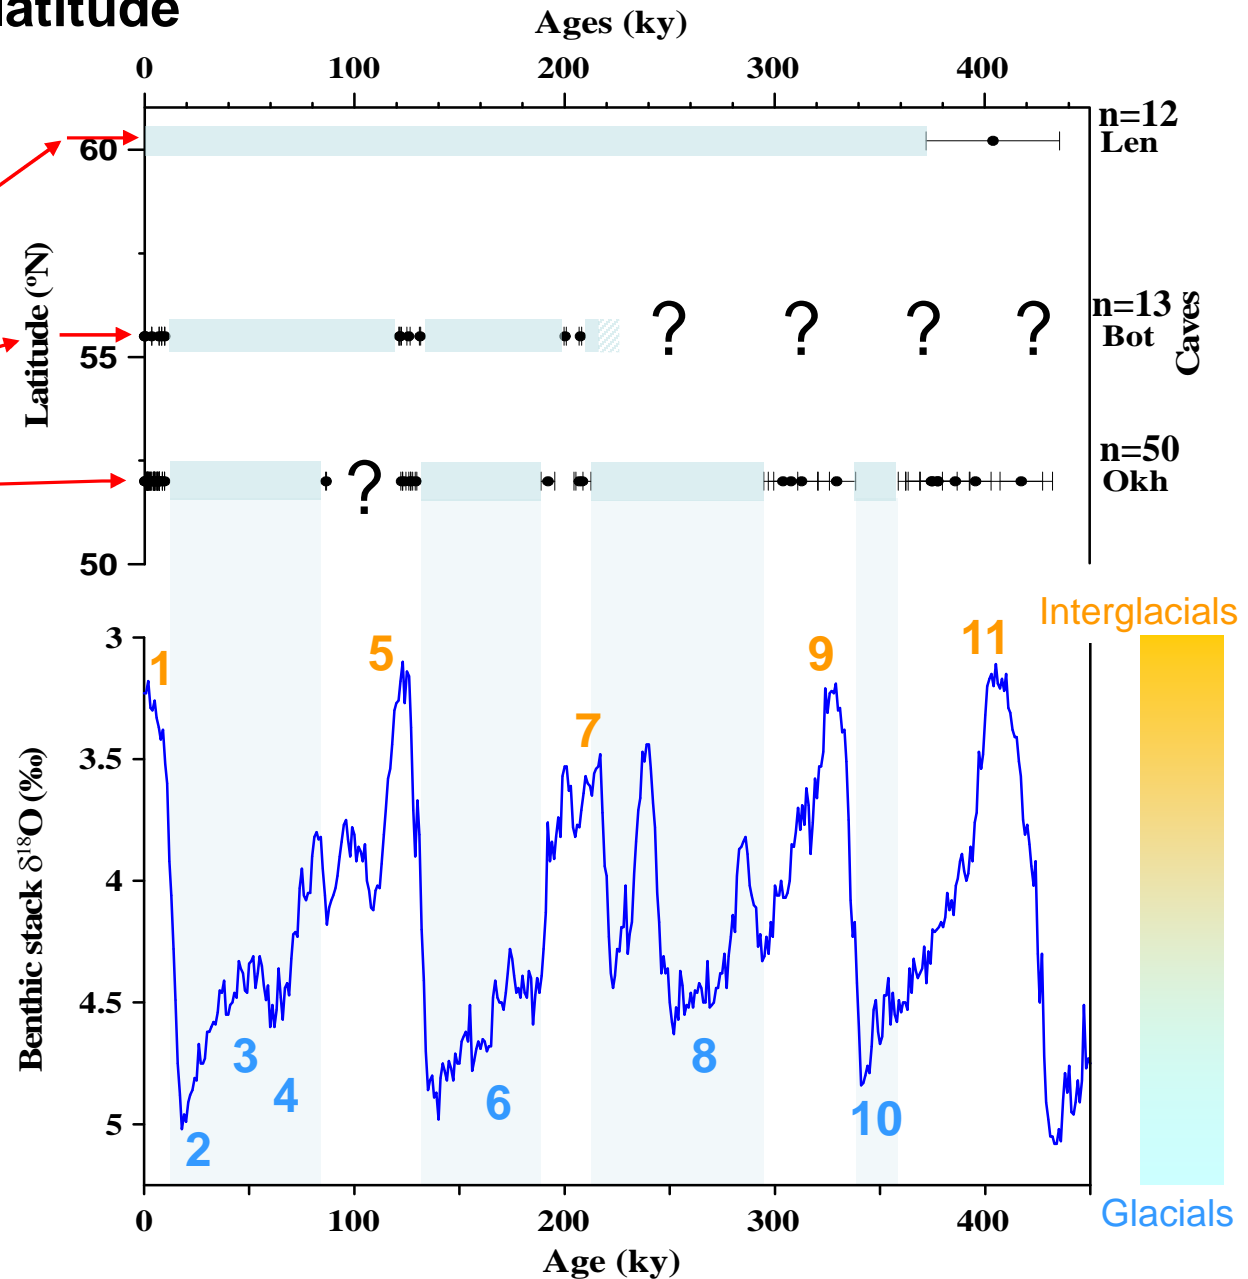 latitude
Ages (ky)
0 100 200 300 400
n=12
Len
60
n=13
Bot
? ? ? ?
55
Latitude (ºN)
Caves
n=50
Okh
?
50
Interglacials
3
1 5 7 9 11
3.5
4
4.5
5
Benthic stack δ¹⁸O (‰)
3 4 6 8 10
2
Glacials
0 100 200 300 400
Age (ky)